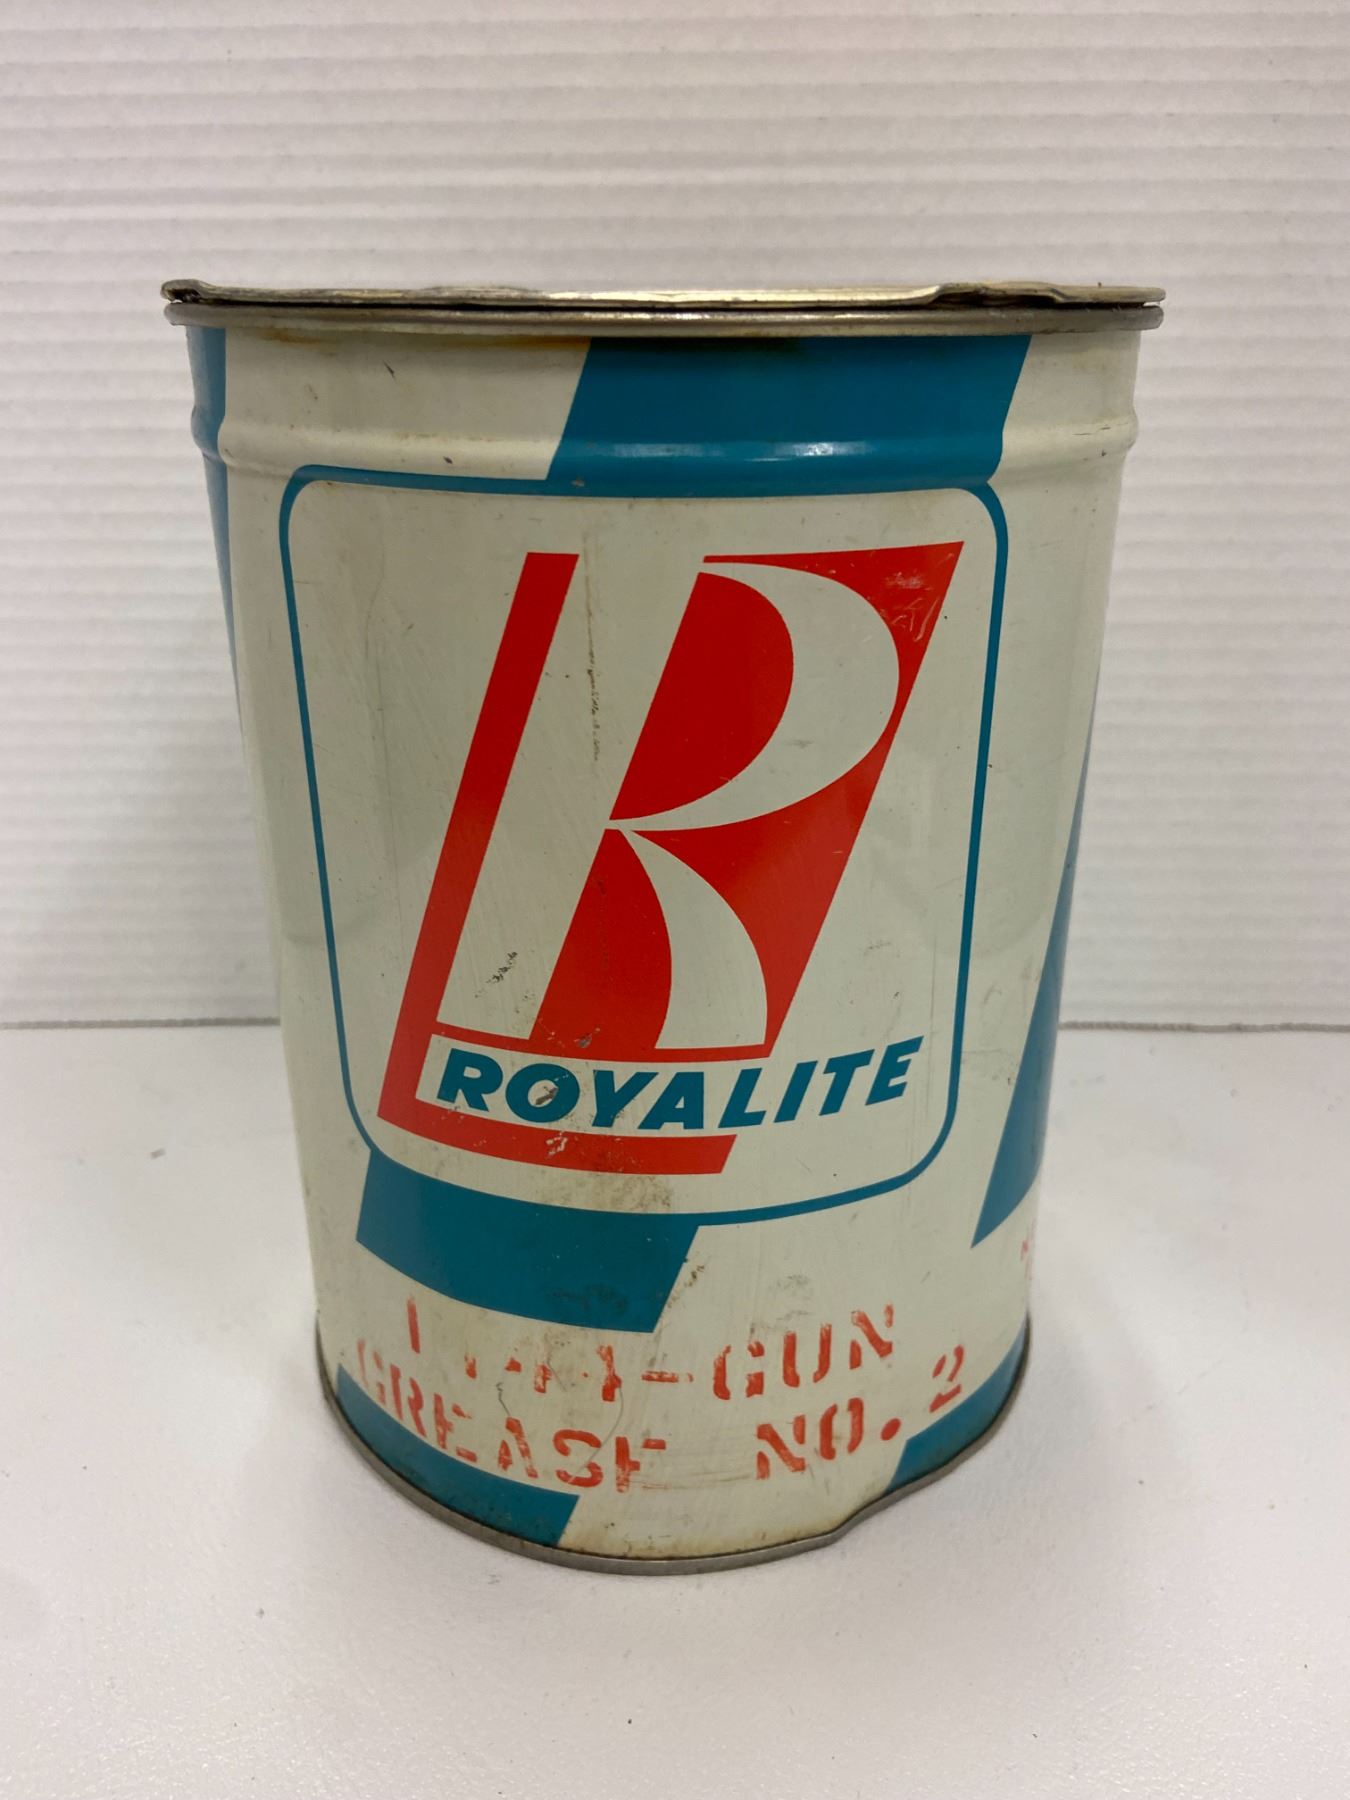 R
ROYALITE
-GUN
GREASE NO. 2